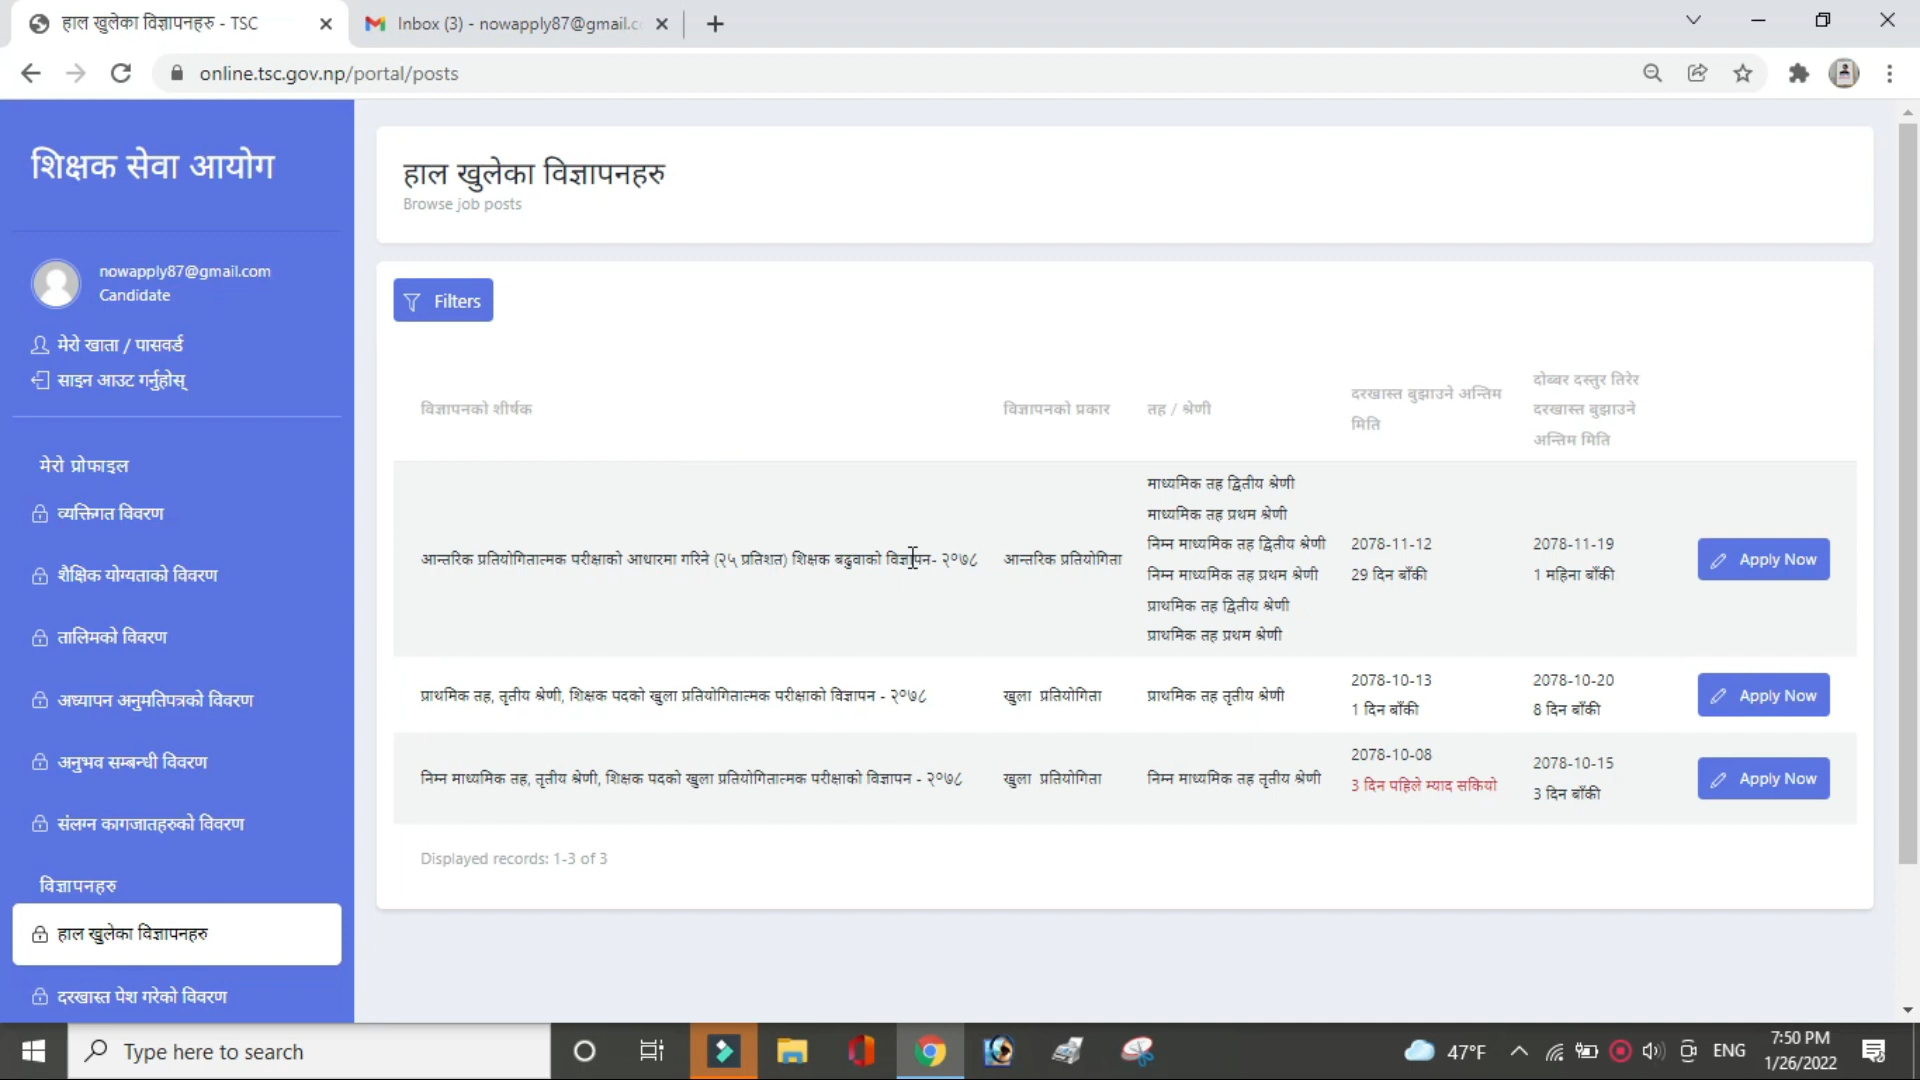 हाल खुलेका विज्ञापनहरु - TSC
Inbox (3) - nowapply87@gmail.c
online.tsc.gov.np/portal/posts
शिक्षक सेवा आयोग
nowapply87@gmail.com
Candidate
मेरो खाता / पासवर्ड
साइन आउट गर्नुहोस्
मेरो प्रोफाइल
व्यक्तिगत विवरण
शैक्षिक योग्यताको विवरण
तालिमको विवरण
अध्यापन अनुमतिपत्रको विवरण
अनुभव सम्बन्धी विवरण
संलग्न कागजातहरुको विवरण
विज्ञापनहरु
हाल खुलेका विज्ञापनहरु
दरखास्त पेश गरेको विवरण
हाल खुलेका विज्ञापनहरु
Browse job posts
Filters
विज्ञापनको शीर्षक
विज्ञापनको प्रकार
तह / श्रेणी
दरखास्त बुझाउने अन्तिम
मिति
दोब्बर दस्तुर तिरेर
दरखास्त बुझाउने
अन्तिम मिति
आन्तरिक प्रतियोगितात्मक परीक्षाको आधारमा गरिने (२५ प्रतिशत) शिक्षक बढुवाको विज्ञापन- २०७८
आन्तरिक प्रतियोगिता
माध्यमिक तह द्वितीय श्रेणी
माध्यमिक तह प्रथम श्रेणी
निम्न माध्यमिक तह द्वितीय श्रेणी
निम्न माध्यमिक तह प्रथम श्रेणी
प्राथमिक तह द्वितीय श्रेणी
प्राथमिक तह प्रथम श्रेणी
2078-11-12
29 दिन बाँकी
2078-11-19
1 महिना बाँकी
Apply Now
प्राथमिक तह, तृतीय श्रेणी, शिक्षक पदको खुला प्रतियोगितात्मक परीक्षाको विज्ञापन - २०७८
खुला प्रतियोगिता
प्राथमिक तह तृतीय श्रेणी
2078-10-13
1 दिन बाँकी
2078-10-20
8 दिन बाँकी
Apply Now
निम्न माध्यमिक तह, तृतीय श्रेणी, शिक्षक पदको खुला प्रतियोगितात्मक परीक्षाको विज्ञापन - २०७८
खुला प्रतियोगिता
निम्न माध्यमिक तह तृतीय श्रेणी
2078-10-08
3 दिन पहिले म्याद सकियो
2078-10-15
3 दिन बाँकी
Apply Now
Displayed records: 1-3 of 3
Type here to search
47°F
ENG
7:50 PM
1/26/2022